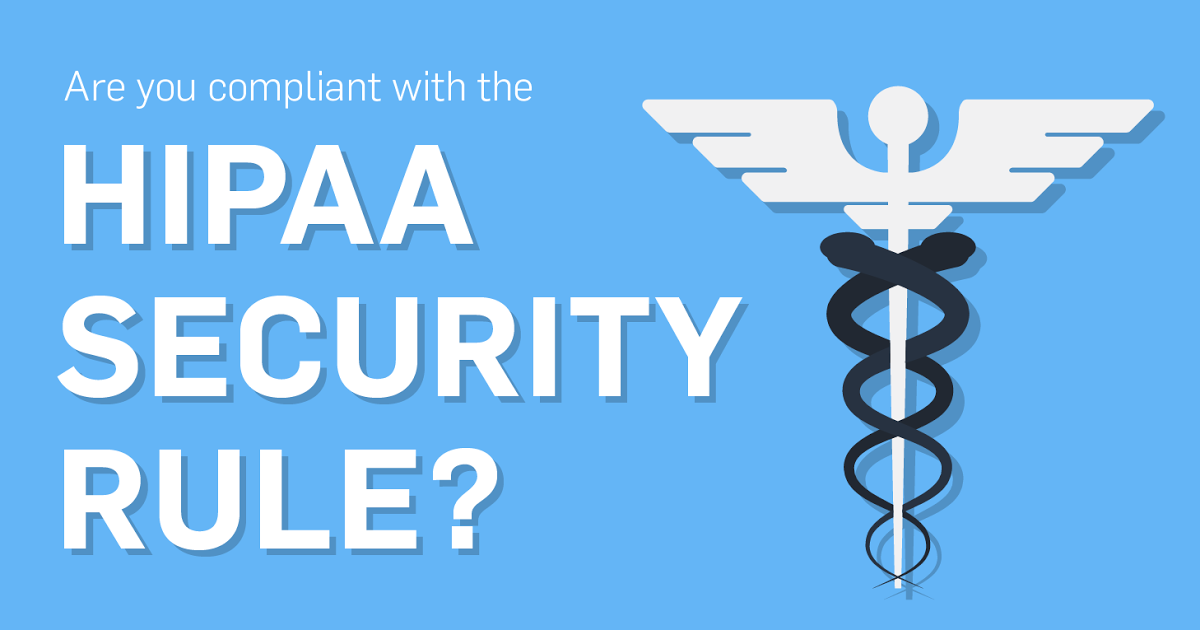 Are you compliant with the
HIPAA
SECURITY
RULE?